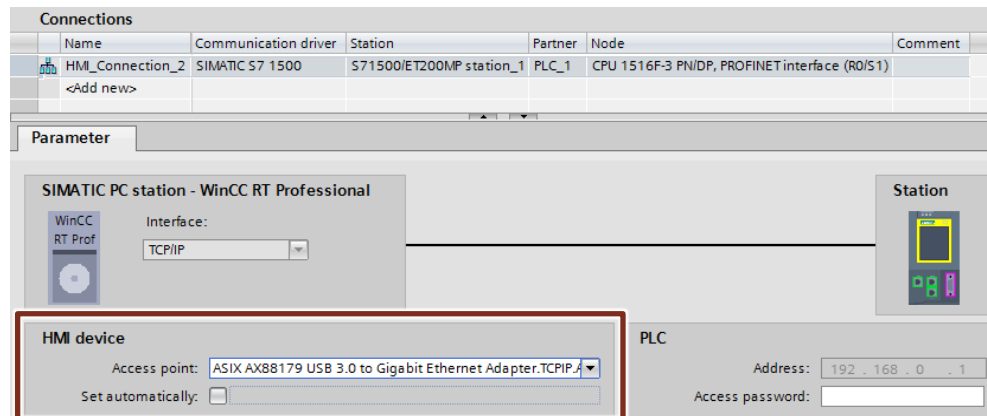 Connections
Name Communication driver Station Partner Node Comment
HMI_Connection_2 SIMATIC S7 1500 S71500/ET200MP station_1 PLC_1 CPU 1516F-3 PN/DP, PROFINET interface (R0/S1)
<Add new>
Parameter
SIMATIC PC station - WinCC RT Professional Station
WinCC Interface:
RT Prof TCP/IP
HMI device PLC
Access point: ASIX AX88179 USB 3.0 to Gigabit Ethernet Adapter.TCPIP.A Address: 192 . 168 . 0 . 1
Set automatically: Access password: